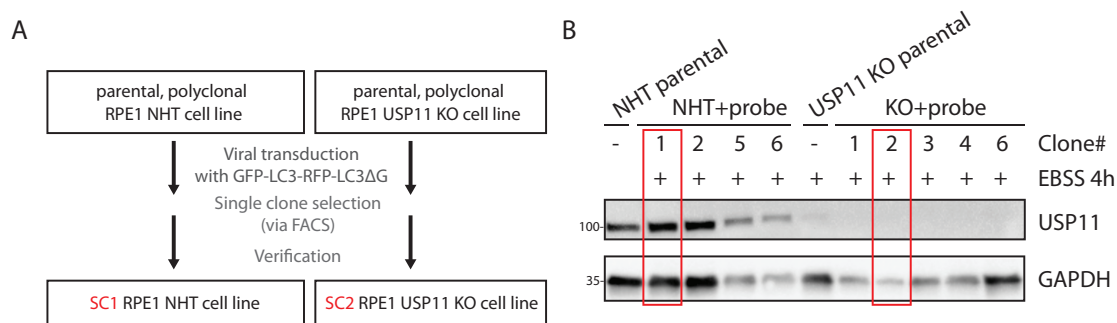 A
parental, polyclonal
RPE1 NHT cell line
parental, polyclonal
RPE1 USP11 KO cell line
Viral transduction
with GFP-LC3-RFP-LC3ΔG
Single clone selection
(via FACS)
Verification
SC1 RPE1 NHT cell line
SC2 RPE1 USP11 KO cell line
B
NHT parental
USP11 KO parental
NHT+probe
KO+probe
- 1 2 5 6 - 1 2 3 4 6 Clone#
+ + + + + + + + + + EBSS 4h
100- USP11
35- GAPDH